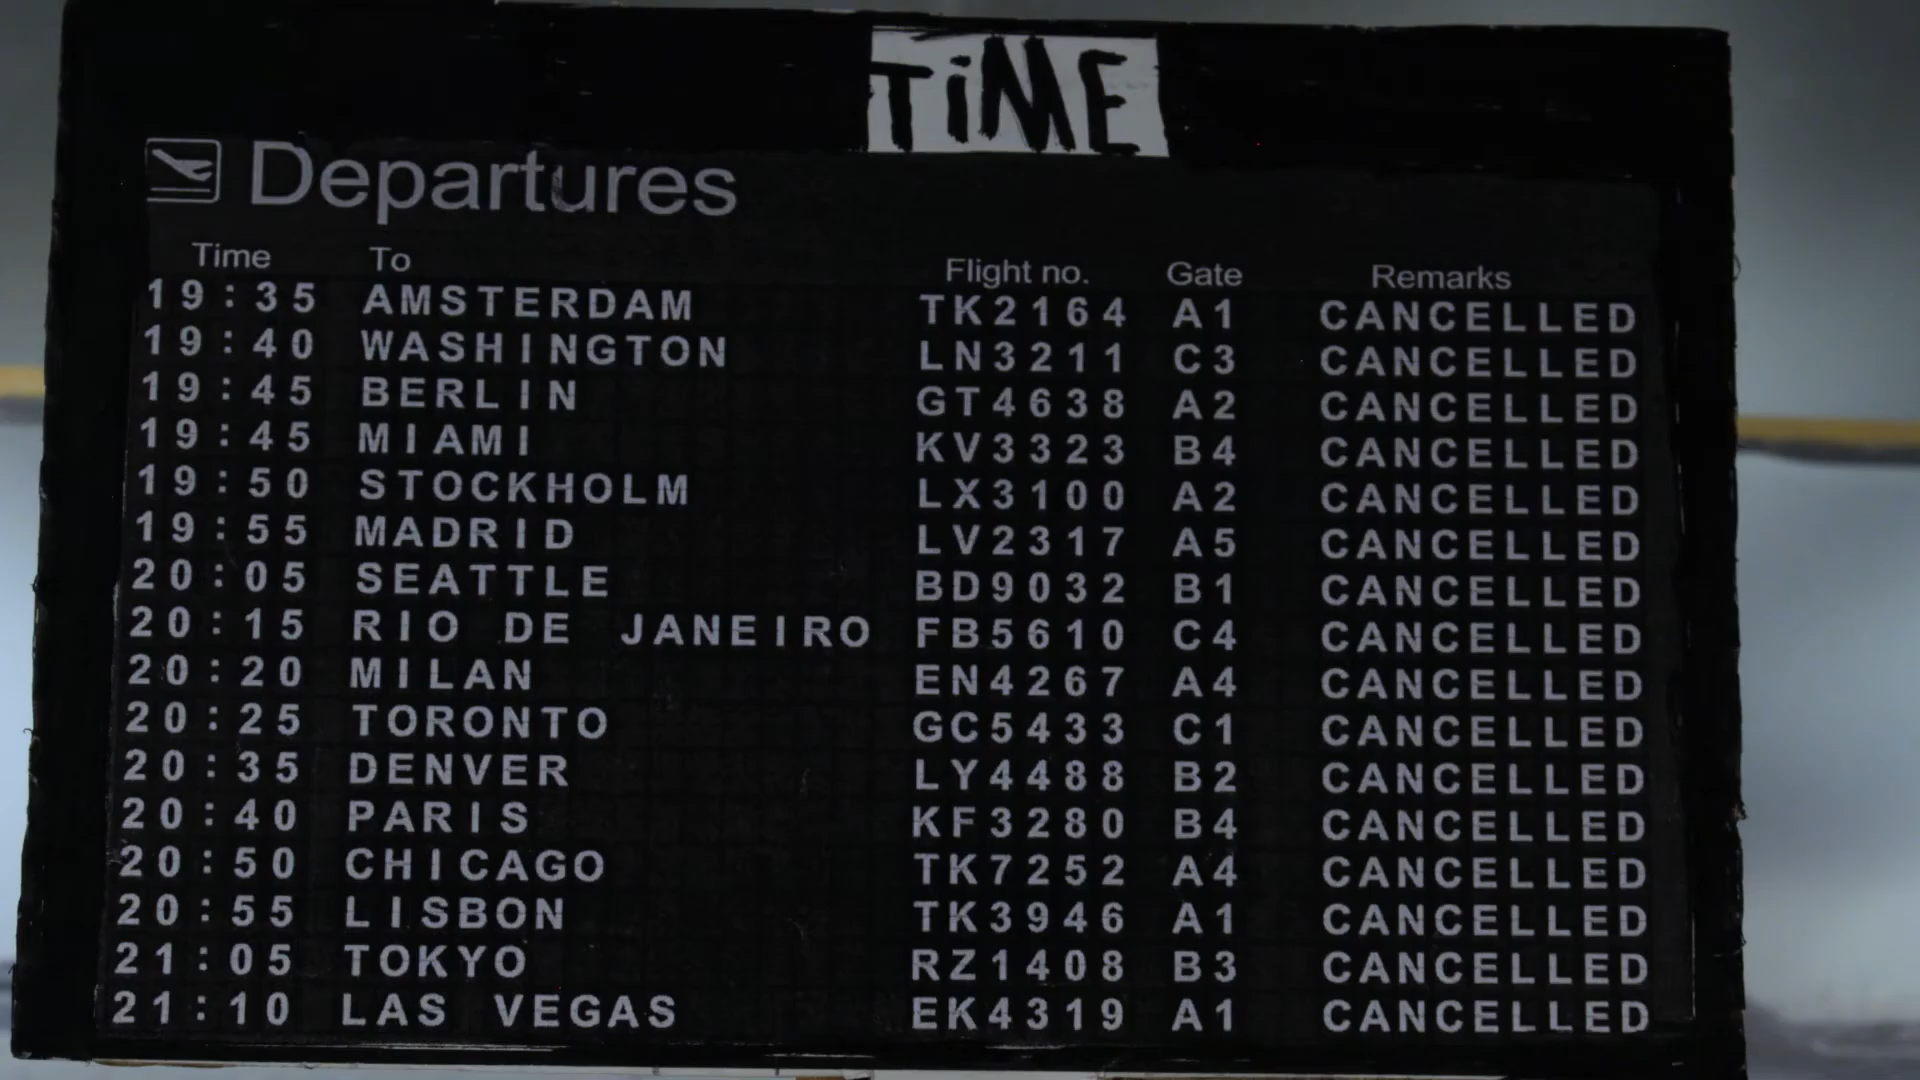 TiME
Departures
Time To Flight no. Gate Remarks
19:35 AMSTERDAM TK2164 A1 CANCELLED
19:40 WASHINGTON LN3211 C3 CANCELLED
19:45 BERLIN GT4638 A2 CANCELLED
19:45 MIAMI KV3323 B4 CANCELLED
19:50 STOCKHOLM LX3100 A2 CANCELLED
19:55 MADRID LV2317 A5 CANCELLED
20:05 SEATTLE BD9032 B1 CANCELLED
20:15 RIO DE JANEIRO FB5610 C4 CANCELLED
20:20 MILAN EN4267 A4 CANCELLED
20:25 TORONTO GC5433 C1 CANCELLED
20:35 DENVER LY4488 B2 CANCELLED
20:40 PARIS KF3280 B4 CANCELLED
20:50 CHICAGO TK7252 A4 CANCELLED
20:55 LISBON TK3946 A1 CANCELLED
21:05 TOKYO RZ1408 B3 CANCELLED
21:10 LAS VEGAS EK4319 A1 CANCELLED